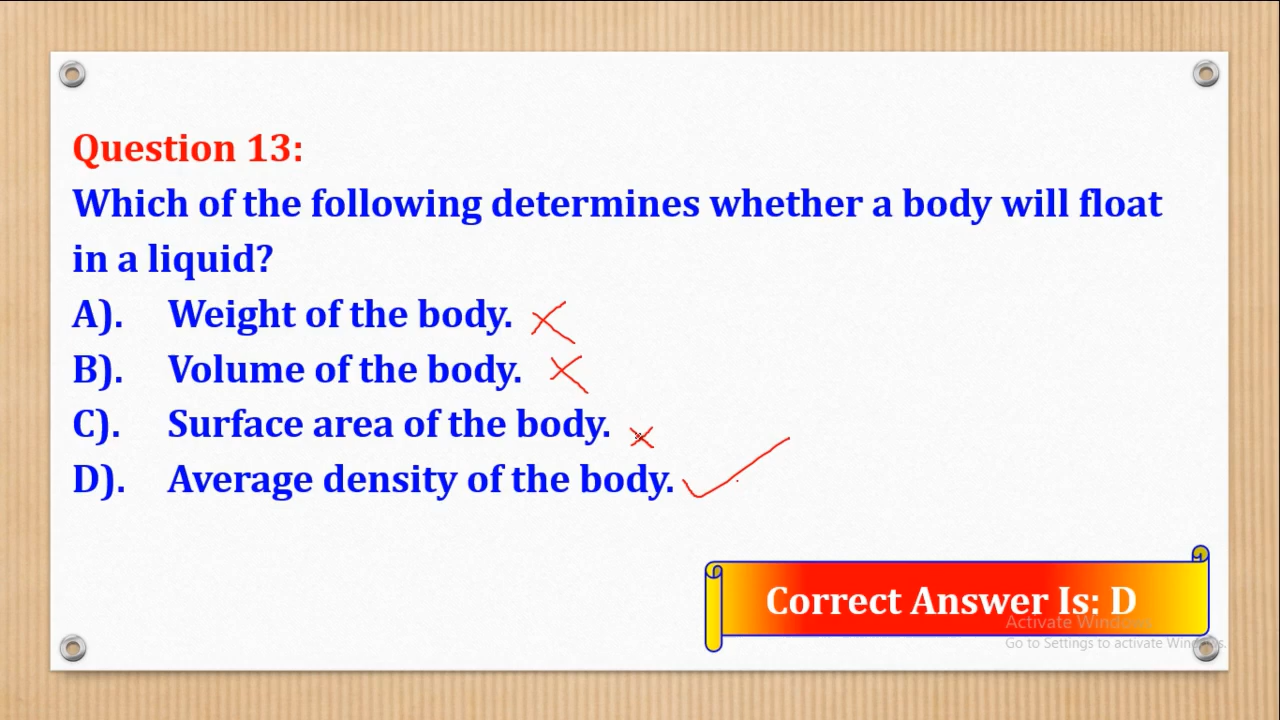 Question 13:
Which of the following determines whether a body will float
in a liquid?
A). Weight of the body.
B). Volume of the body.
C). Surface area of the body.
D). Average density of the body.
Correct Answer Is: D
Activate Windows
Go to Settings to activate Windows.